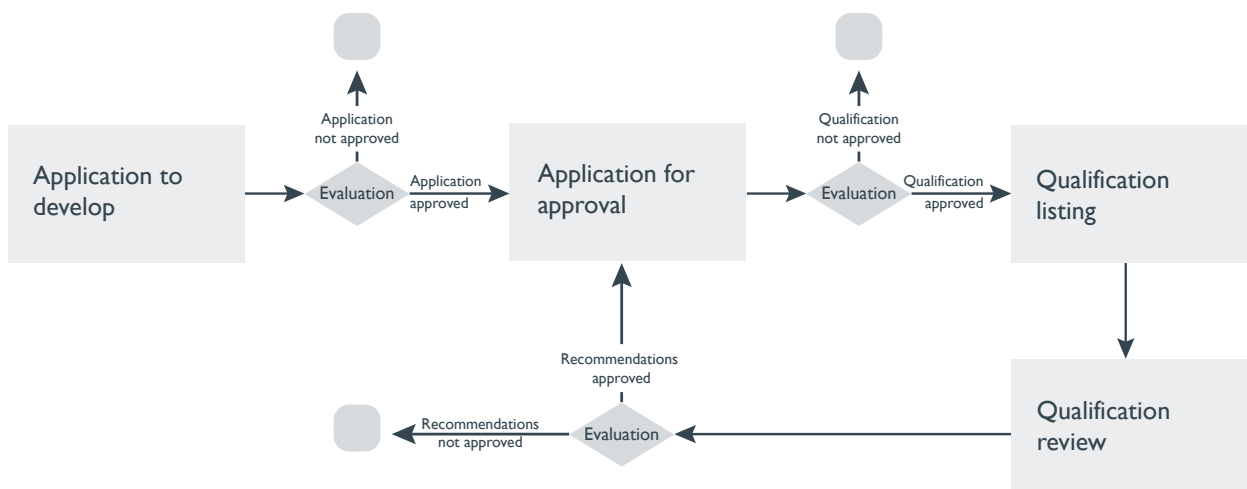 Application
not approved
Qualification
not approved
Application to
develop
Evaluation
Application
approved
Application for
approval
Evaluation
Qualification
approved
Qualification
listing
Recommendations
approved
Recommendations
not approved
Evaluation
Qualification
review